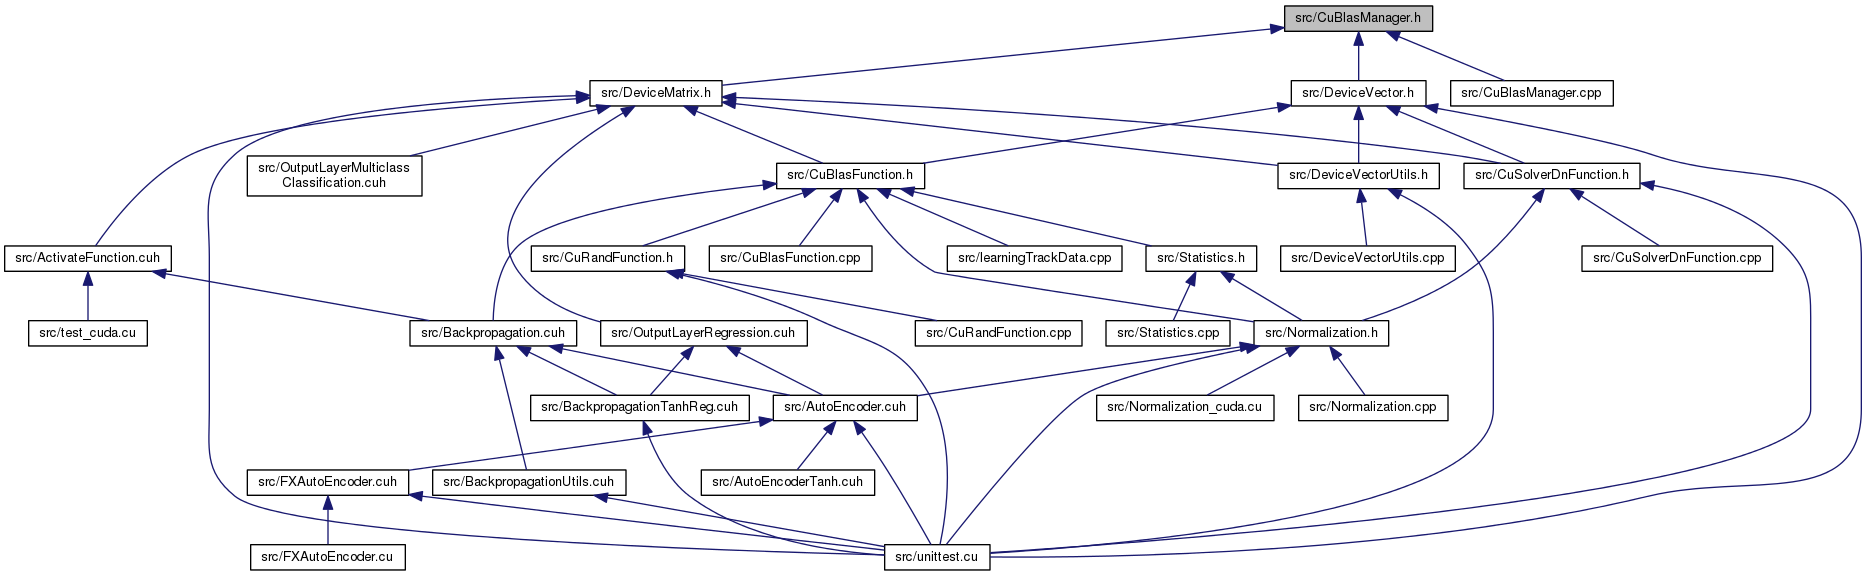 src/CuBlasManager.h
src/DeviceMatrix.h
src/DeviceVector.h
src/CuBlasManager.cpp
src/OutputLayerMulticlass
Classification.cuh
src/CuBlasFunction.h
src/DeviceVectorUtils.h
src/CuSolverDnFunction.h
src/ActivateFunction.cuh
src/CuRandFunction.h
src/CuBlasFunction.cpp
src/learningTrackData.cpp
src/Statistics.h
src/DeviceVectorUtils.cpp
src/CuSolverDnFunction.cpp
src/test_cuda.cu
src/Backpropagation.cuh
src/OutputLayerRegression.cuh
src/CuRandFunction.cpp
src/Statistics.cpp
src/Normalization.h
src/BackpropagationTanhReg.cuh
src/AutoEncoder.cuh
src/Normalization_cuda.cu
src/Normalization.cpp
src/FXAutoEncoder.cuh
src/BackpropagationUtils.cuh
src/AutoEncoderTanh.cuh
src/FXAutoEncoder.cu
src/unittest.cu